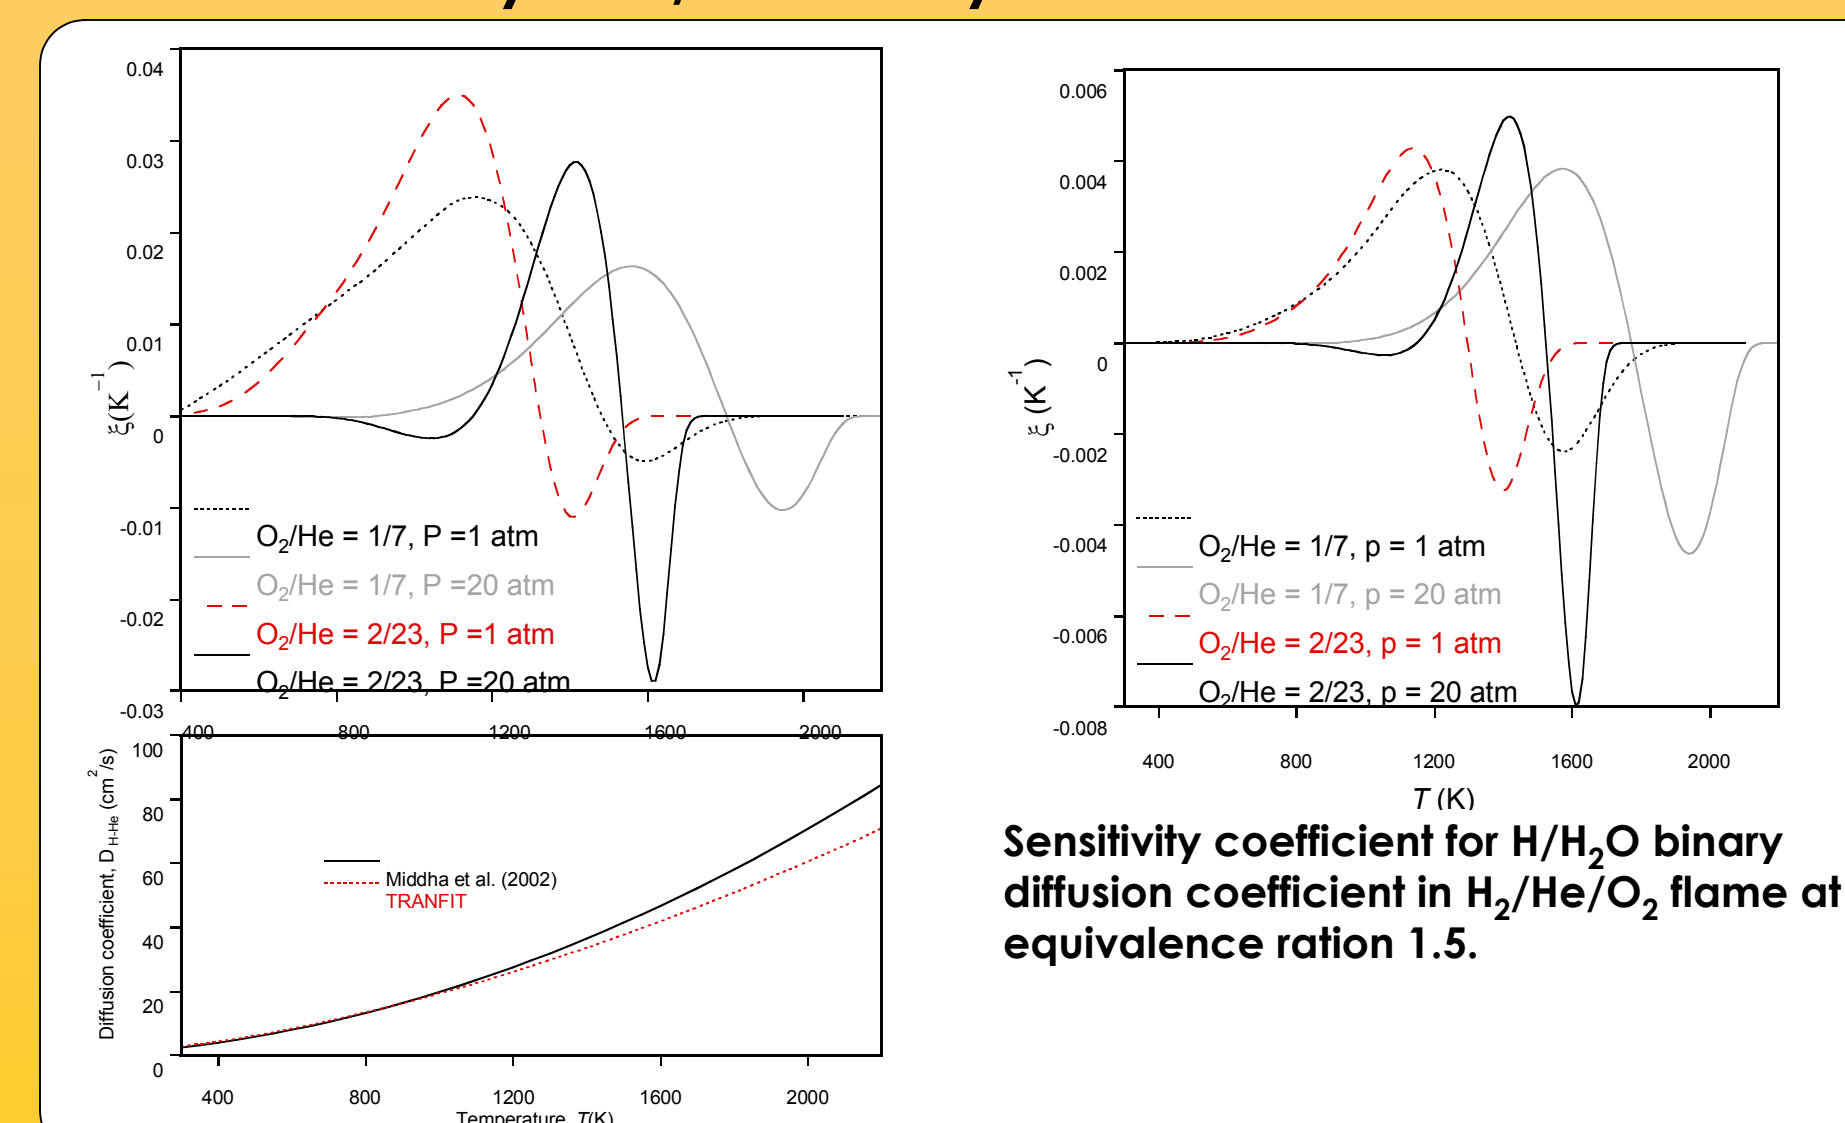 0.04
0.03
0.02
0.01
0
-0.01
-0.02
-0.03
ξ(K⁻¹)
O₂/He = 1/7, P =1 atm
O₂/He = 1/7, P =20 atm
O₂/He = 2/23, P =1 atm
O₂/He = 2/23, P =20 atm
400 800 1200 1600 2000
100
80
60
40
20
0
Diffusion coefficient, D_H-He (cm²/s)
Middha et al. (2002)
TRANFIT
400 800 1200 1600 2000
Temperature, T(K)
0.006
0.004
0.002
0
-0.002
-0.004
-0.006
-0.008
ξ (K⁻¹)
O₂/He = 1/7, p = 1 atm
O₂/He = 1/7, p = 20 atm
O₂/He = 2/23, p = 1 atm
O₂/He = 2/23, p = 20 atm
400 800 1200 1600 2000
T (K)
Sensitivity coefficient for H/H₂O binary
diffusion coefficient in H₂/He/O₂ flame at
equivalence ration 1.5.